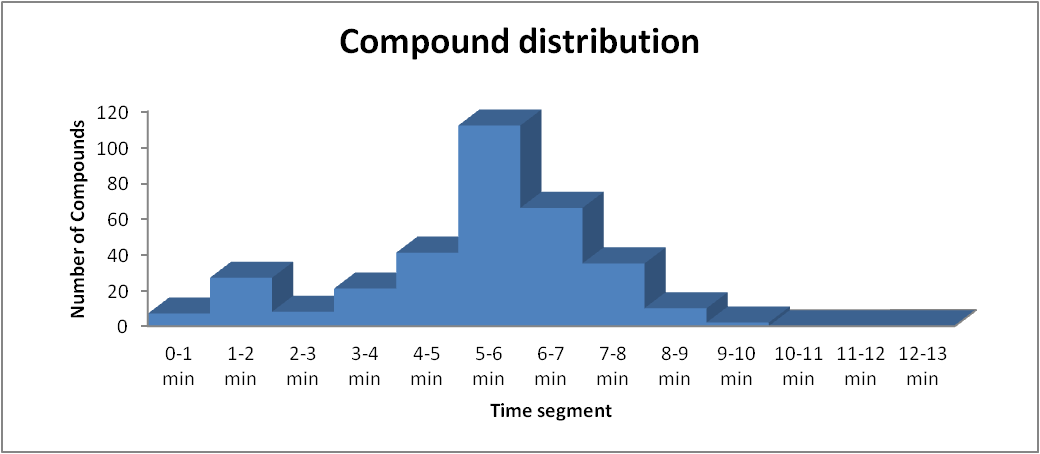 Compound distribution
Number of Compounds
120
100
80
60
40
20
0
0-1 1-2 2-3 3-4 4-5 5-6 6-7 7-8 8-9 9-10 10-11 11-12 12-13
min min min min min min min min min min min min min
Time segment